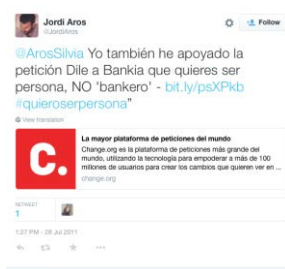 Jordi Aros
@JordiAros
Follow
@ArosSilvia Yo también he apoyado la
petición Dile a Bankia que quieres ser
persona, NO 'bankero' - bit.ly/psXPkb
#quieroserpersona”
View translation
C.
La mayor plataforma de peticiones del mundo
Change.org es la plataforma de peticiones más grande del
mundo, utilizando la tecnología para empoderar a más de 100
millones de usuarios para crear los cambios que quieren ver en ...
change.org
RETWEET
1
1:27 PM - 28 Jul 2011